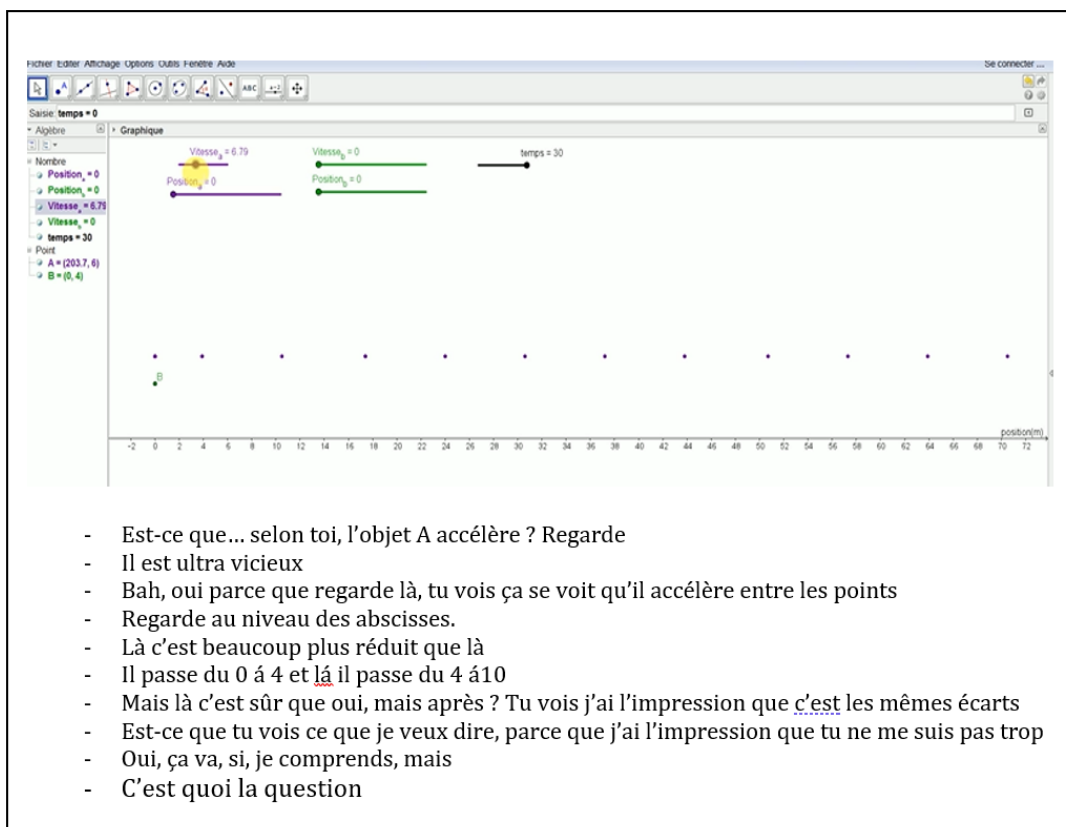 Fichier Editer Affichage Options Outils Fenêtre Aide Se connecter ...
ABC a=2
Saisie: temps = 0
Algèbre Graphique
Vitesse_a = 6.79 Vitesse_b = 0 temps = 30
Nombre
Position_a = 0 Position_a = 0 Position_b = 0
Position_b = 0
Vitesse_a = 6.79
Vitesse_b = 0
temps = 30
Point
A = (203.7, 6)
B = (0, 4)
B
position(m)
-2 0 2 4 6 8 10 12 14 16 18 20 22 24 26 28 30 32 34 36 38 40 42 44 46 48 50 52 54 56 58 60 62 64 66 68 70 72
- Est-ce que… selon toi, l'objet A accélère ? Regarde
- Il est ultra vicieux
- Bah, oui parce que regarde là, tu vois ça se voit qu'il accélère entre les points
- Regarde au niveau des abscisses.
- Là c'est beaucoup plus réduit que là
- Il passe du 0 á 4 et lá il passe du 4 á10
- Mais là c'est sûr que oui, mais après ? Tu vois j'ai l'impression que c'est les mêmes écarts
- Est-ce que tu vois ce que je veux dire, parce que j'ai l'impression que tu ne me suis pas trop
- Oui, ça va, si, je comprends, mais
- C'est quoi la question